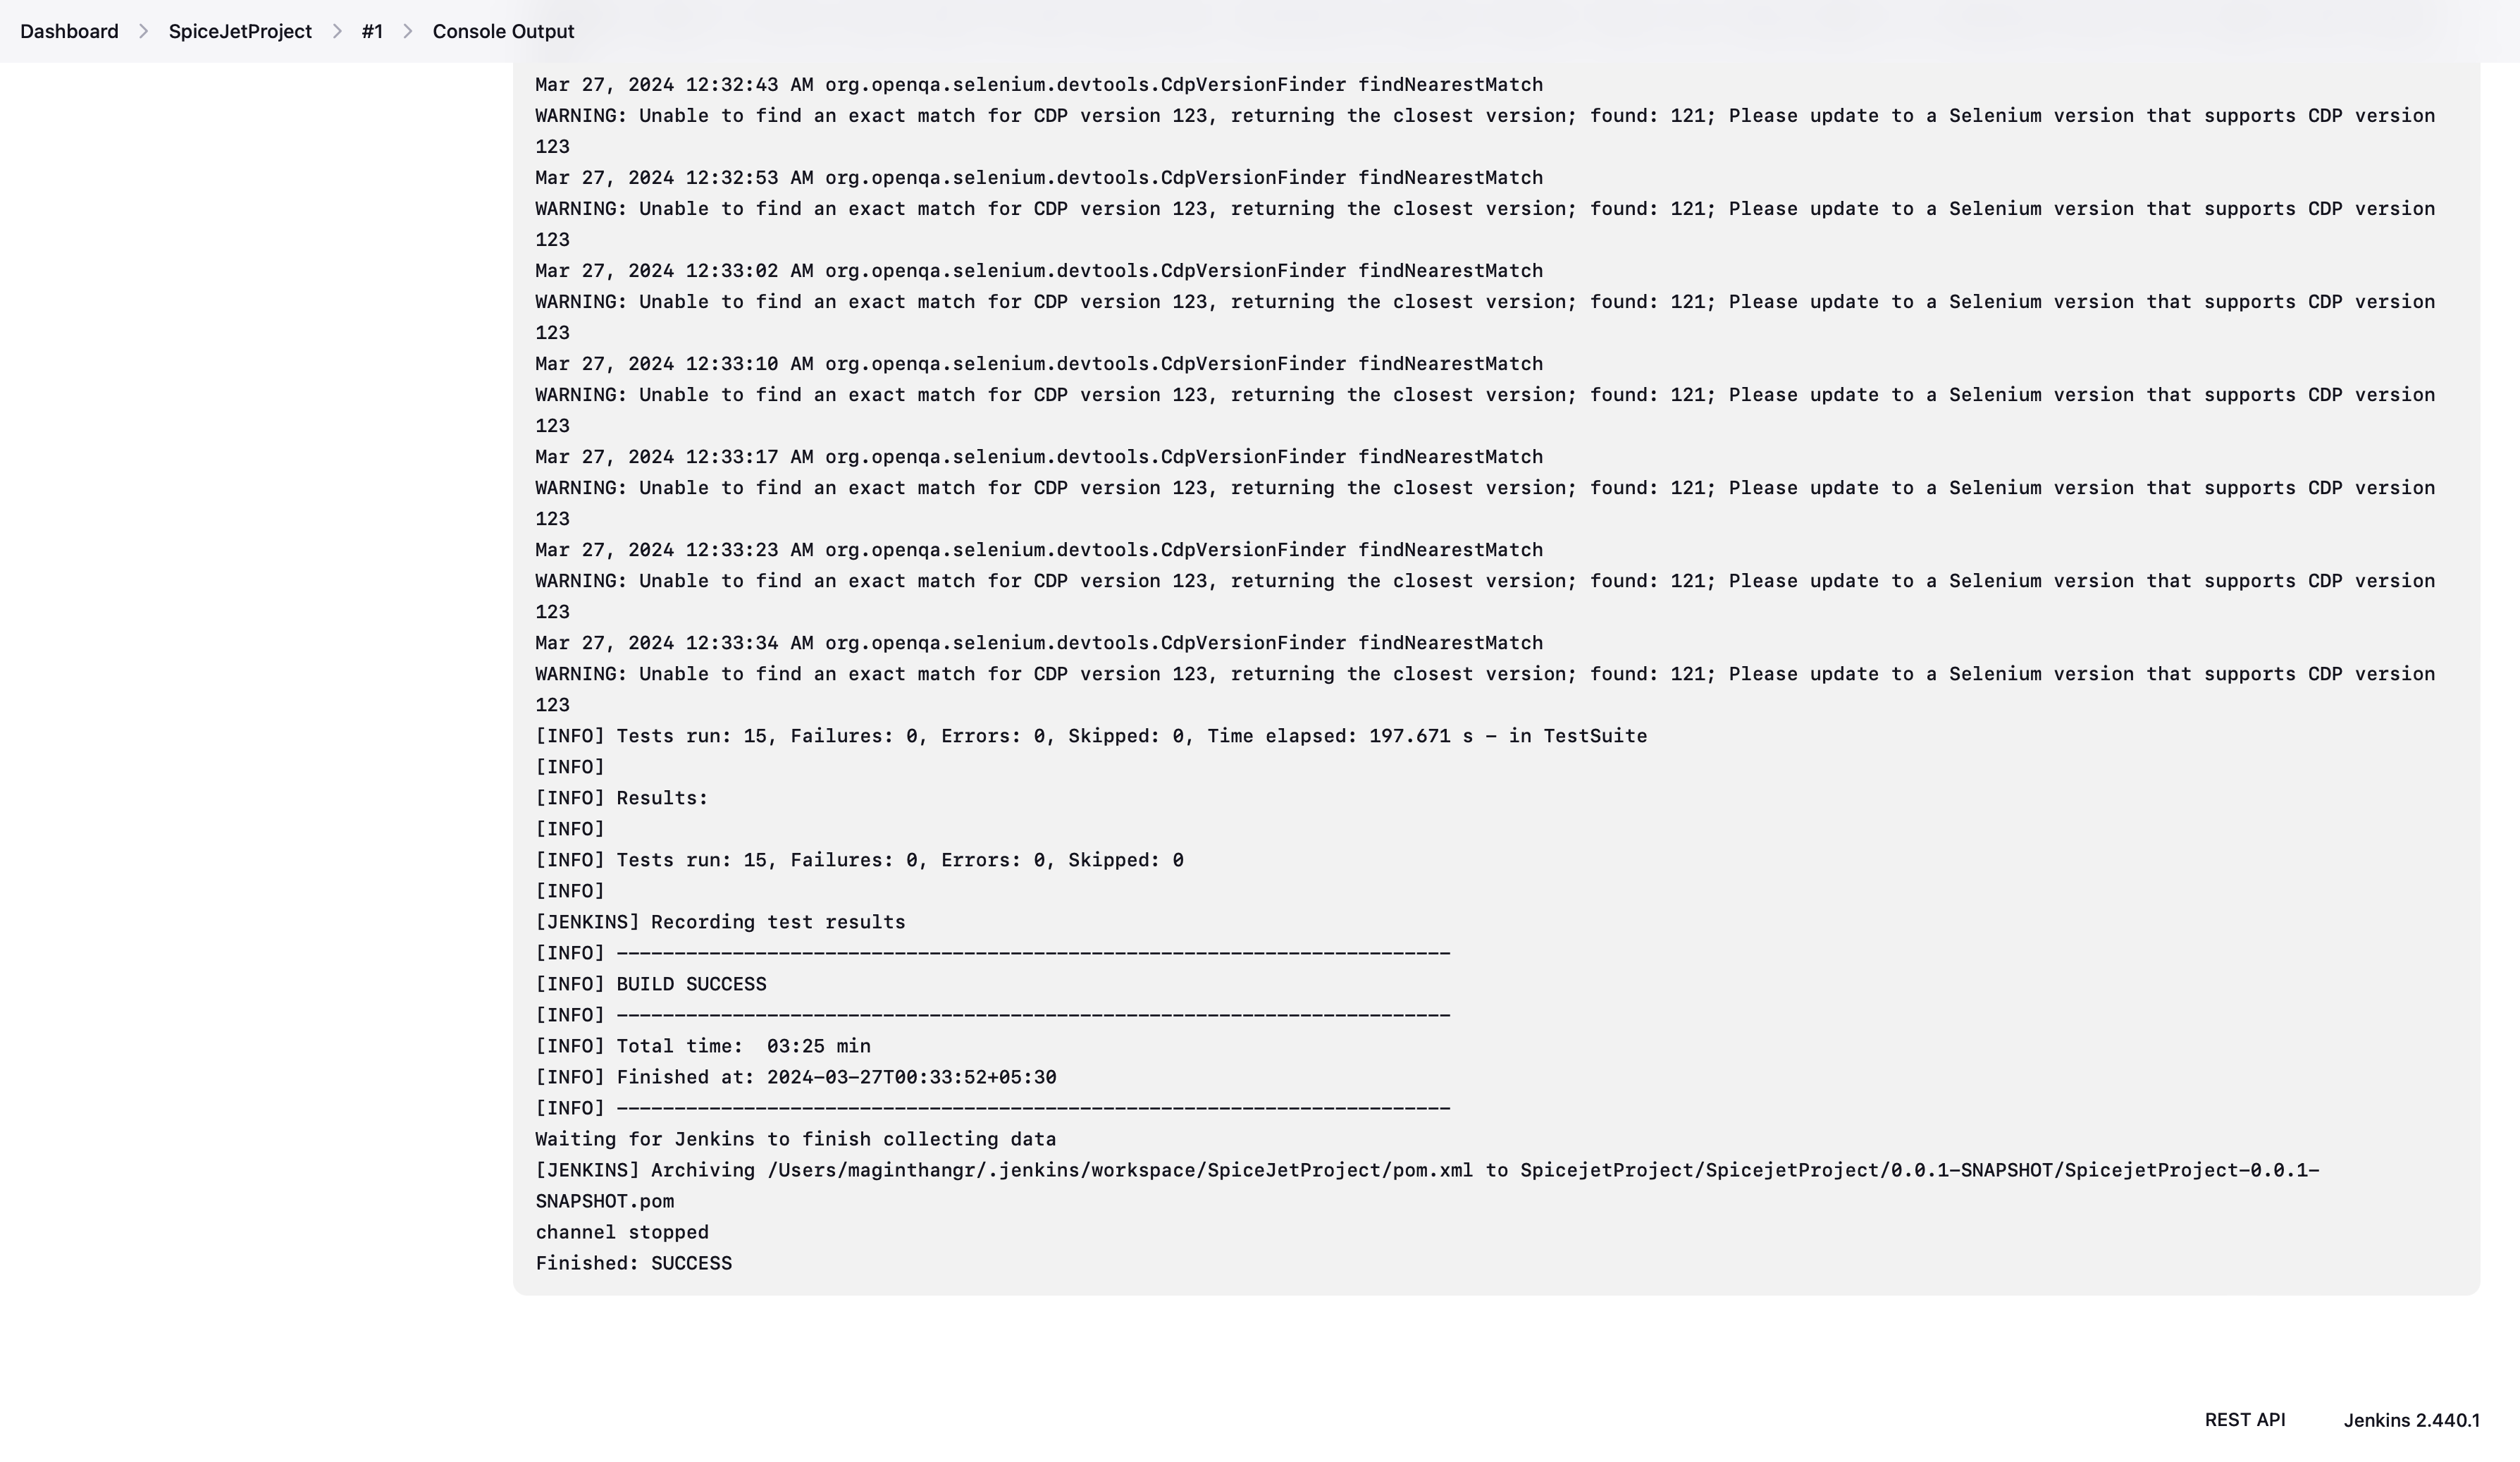 Dashboard > SpiceJetProject > #1 > Console Output
Mar 27, 2024 12:32:43 AM org.openqa.selenium.devtools.CdpVersionFinder findNearestMatch
WARNING: Unable to find an exact match for CDP version 123, returning the closest version; found: 121; Please update to a Selenium version that supports CDP version
123
Mar 27, 2024 12:32:53 AM org.openqa.selenium.devtools.CdpVersionFinder findNearestMatch
WARNING: Unable to find an exact match for CDP version 123, returning the closest version; found: 121; Please update to a Selenium version that supports CDP version
123
Mar 27, 2024 12:33:02 AM org.openqa.selenium.devtools.CdpVersionFinder findNearestMatch
WARNING: Unable to find an exact match for CDP version 123, returning the closest version; found: 121; Please update to a Selenium version that supports CDP version
123
Mar 27, 2024 12:33:10 AM org.openqa.selenium.devtools.CdpVersionFinder findNearestMatch
WARNING: Unable to find an exact match for CDP version 123, returning the closest version; found: 121; Please update to a Selenium version that supports CDP version
123
Mar 27, 2024 12:33:17 AM org.openqa.selenium.devtools.CdpVersionFinder findNearestMatch
WARNING: Unable to find an exact match for CDP version 123, returning the closest version; found: 121; Please update to a Selenium version that supports CDP version
123
Mar 27, 2024 12:33:23 AM org.openqa.selenium.devtools.CdpVersionFinder findNearestMatch
WARNING: Unable to find an exact match for CDP version 123, returning the closest version; found: 121; Please update to a Selenium version that supports CDP version
123
Mar 27, 2024 12:33:34 AM org.openqa.selenium.devtools.CdpVersionFinder findNearestMatch
WARNING: Unable to find an exact match for CDP version 123, returning the closest version; found: 121; Please update to a Selenium version that supports CDP version
123
[INFO] Tests run: 15, Failures: 0, Errors: 0, Skipped: 0, Time elapsed: 197.671 s - in TestSuite
[INFO]
[INFO] Results:
[INFO]
[INFO] Tests run: 15, Failures: 0, Errors: 0, Skipped: 0
[INFO]
[JENKINS] Recording test results
[INFO] ------------------------------------------------------------------------
[INFO] BUILD SUCCESS
[INFO] ------------------------------------------------------------------------
[INFO] Total time:  03:25 min
[INFO] Finished at: 2024-03-27T00:33:52+05:30
[INFO] ------------------------------------------------------------------------
Waiting for Jenkins to finish collecting data
[JENKINS] Archiving /Users/maginthangr/.jenkins/workspace/SpiceJetProject/pom.xml to SpicejetProject/SpicejetProject/0.0.1-SNAPSHOT/SpicejetProject-0.0.1-
SNAPSHOT.pom
channel stopped
Finished: SUCCESS
REST API Jenkins 2.440.1